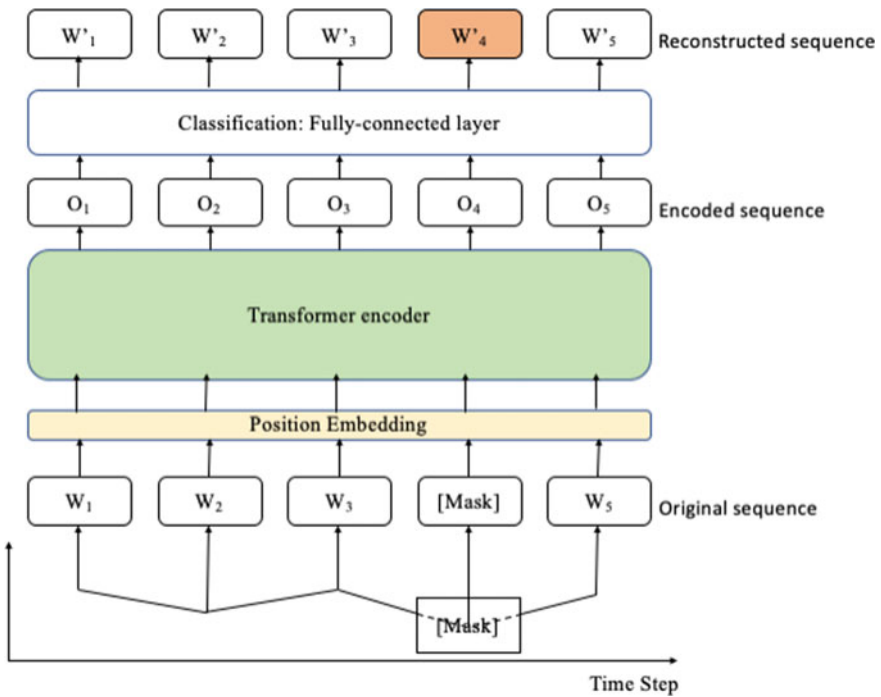 W'₁ W'₂ W'₃ W'₄ W'₅ Reconstructed sequence
Classification: Fully-connected layer
O₁ O₂ O₃ O₄ O₅ Encoded sequence
Transformer encoder
Position Embedding
W₁ W₂ W₃ [Mask] W₅ Original sequence
[Mask]
Time Step